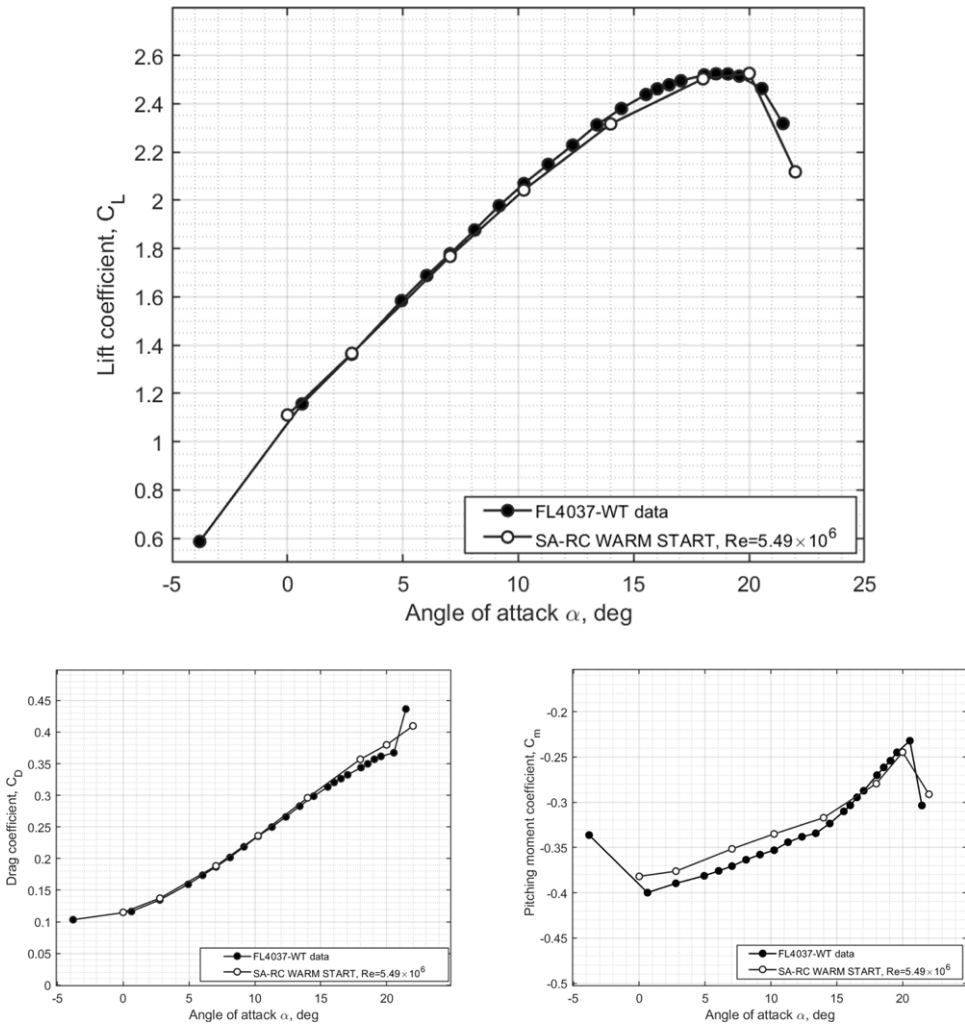 2.6
2.4
2.2
2
1.8
1.6
1.4
1.2
1
0.8
0.6
Lift coefficient, C_L
-5 0 5 10 15 20 25
Angle of attack α, deg
FL4037-WT data
SA-RC WARM START, Re=5.49×10^6
0.45
0.4
0.35
0.3
0.25
0.2
0.15
0.1
0.05
0
Drag coefficient, C_D
-5 0 5 10 15 20
Angle of attack α, deg
FL4037-WT data
SA-RC WARM START, Re=5.49×10^6
-0.2
-0.25
-0.3
-0.35
-0.4
-0.45
-0.5
Pitching moment coefficient, C_m
-5 0 5 10 15 20
Angle of attack α, deg
FL4037-WT data
SA-RC WARM START, Re=5.49×10^6